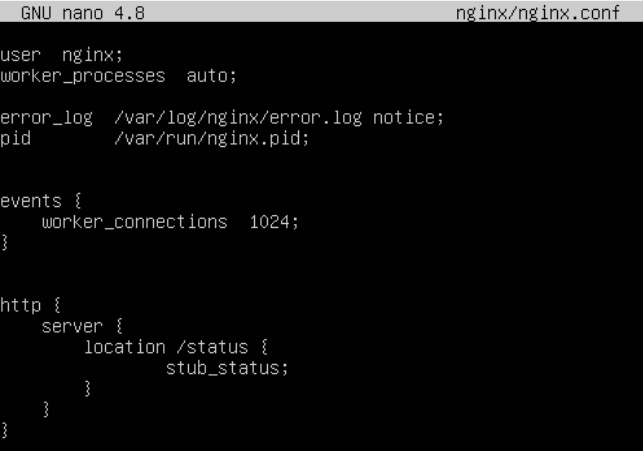 GNU nano 4.8 nginx/nginx.conf
user  nginx;
worker_processes  auto;
error_log  /var/log/nginx/error.log notice;
pid        /var/run/nginx.pid;
events {
    worker_connections  1024;
}
http {
    server {
        location /status {
                stub_status;
        }
    }
}